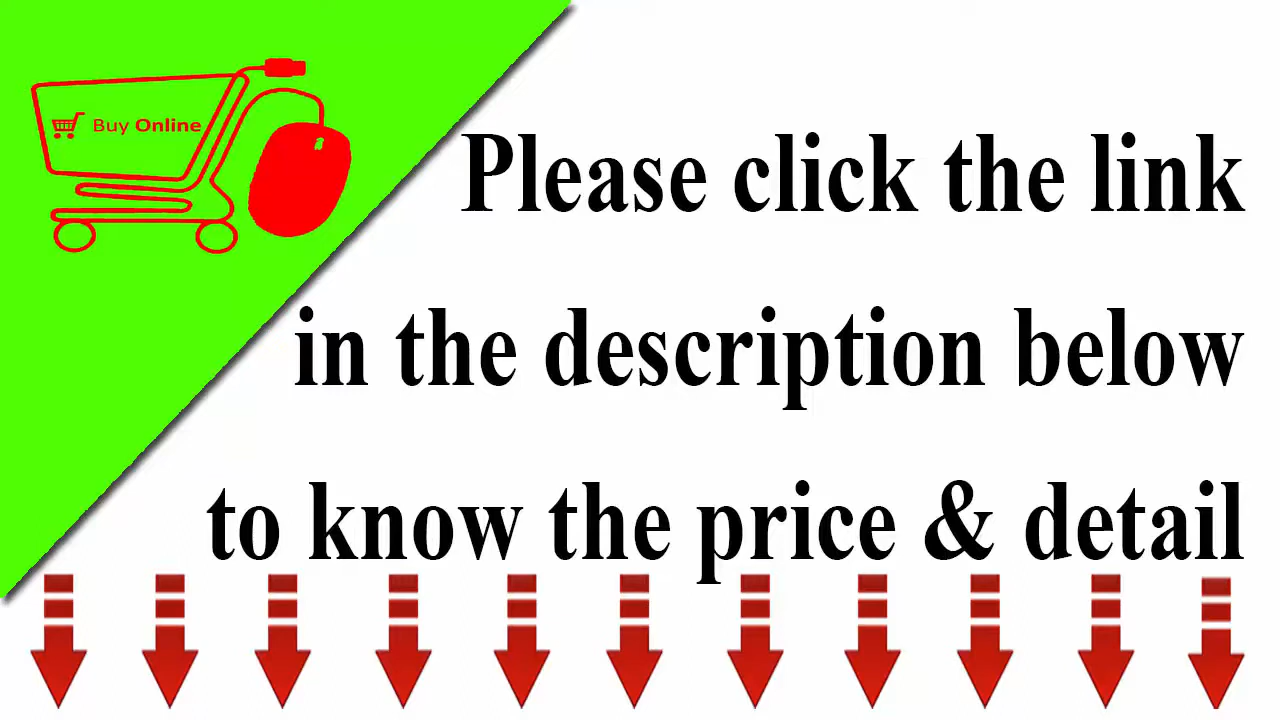 Buy Online
Please click the link
in the description below
to know the price & detail